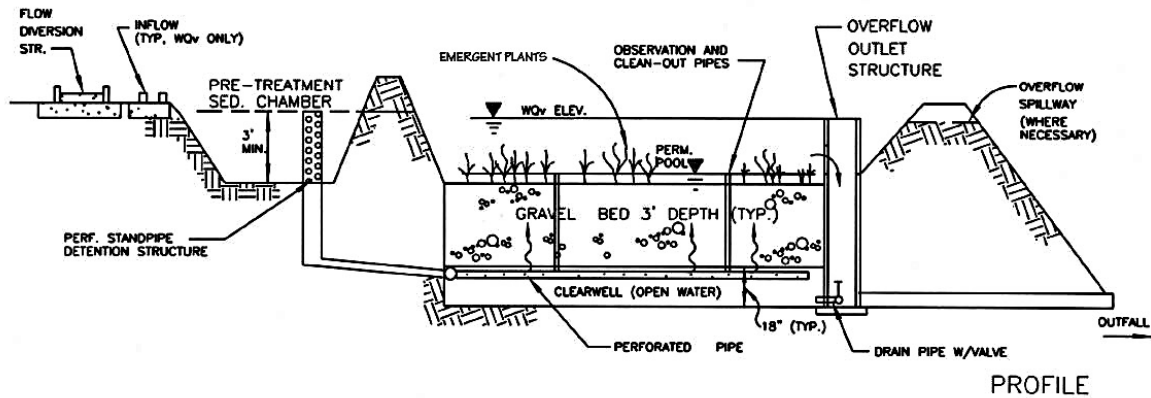 FLOW
DIVERSION
STR.
INFLOW
(TYP, WQv ONLY)
PRE-TREATMENT
SED. CHAMBER
3'
MIN.
PERF. STANDPIPE
DETENTION STRUCTURE
EMERGENT PLANTS
OBSERVATION AND
CLEAN-OUT PIPES
OVERFLOW
OUTLET
STRUCTURE
OVERFLOW
SPILLWAY
(WHERE
NECESSARY)
WQv ELEV.
PERM.
POOL
GRAVEL BED 3' DEPTH (TYP.)
CLEARWELL (OPEN WATER)
18" (TYP.)
PERFORATED PIPE
DRAIN PIPE W/VALVE
OUTFALL
PROFILE